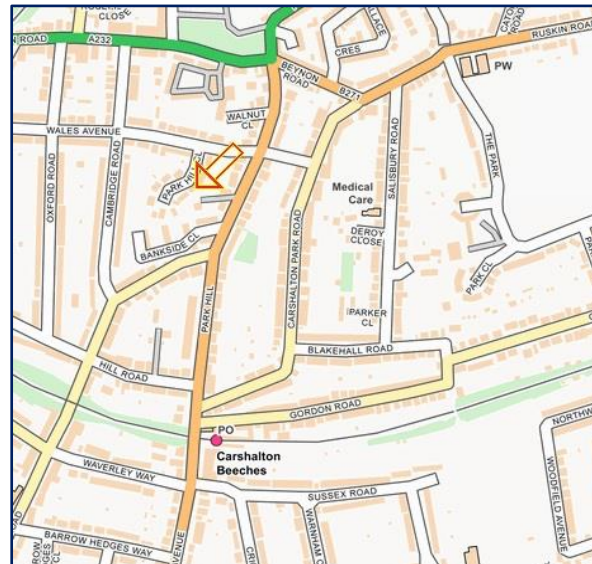 CLOSE
N ROAD
A232
CRES
BEYNON
ROAD
B271
RUSKIN ROAD
PW
WALNUT
CL
WALES AVENUE
PARK HILL CL
OXFORD ROAD
CAMBRIDGE ROAD
BANKSIDE CL
PARK HILL
CARSHALTON PARK ROAD
Medical
Care
SALISBURY ROAD
DEROY
CLOSE
THE PARK
PARK CL
PARKER
CL
BLAKEHALL ROAD
HILL ROAD
GORDON ROAD
PO
Carshalton
Beeches
WAVERLEY WAY
SUSSEX ROAD
WARNHAM C
WOODFIELD AVENUE
NORTHW
BARROW HEDGES WAY
AVENUE
CRI